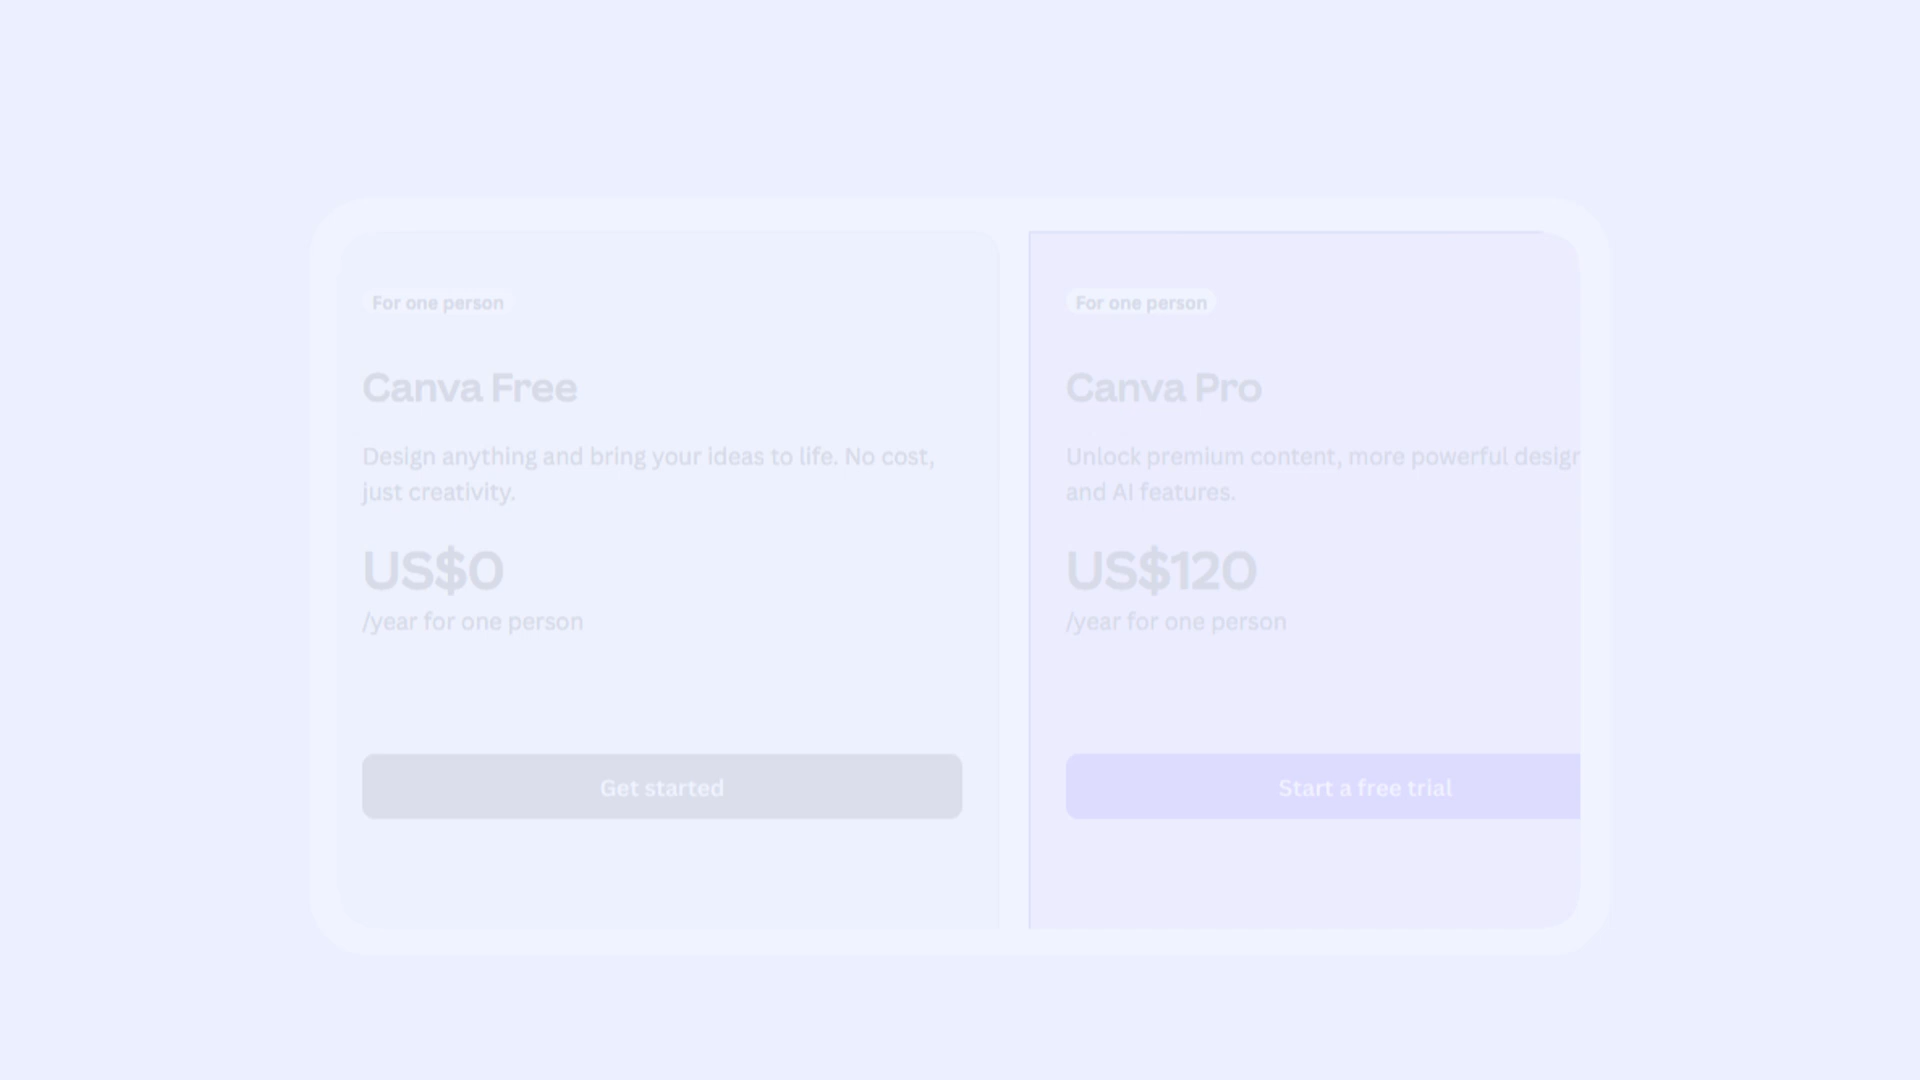 For one person
Canva Free
Design anything and bring your ideas to life. No cost,
just creativity.
US$0
/year for one person
Get started
For one person
Canva Pro
Unlock premium content, more powerful design
and AI features.
US$120
/year for one person
Start a free trial